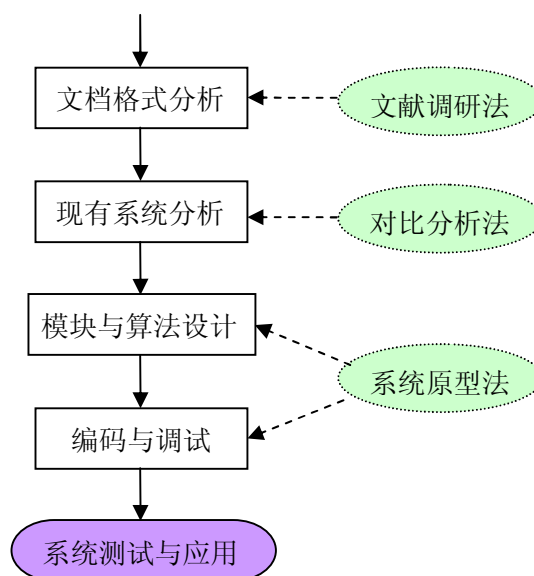 文档格式分析
文献调研法
现有系统分析
对比分析法
模块与算法设计
系统原型法
编码与调试
系统测试与应用